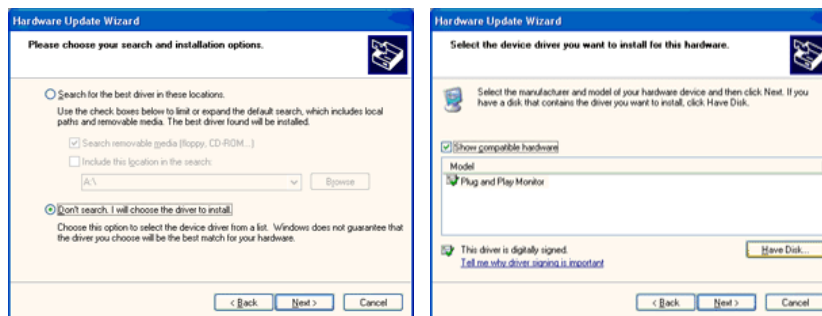 Hardware Update Wizard
Please choose your search and installation options.
Search for the best driver in these locations.
Use the check boxes below to limit or expand the default search, which includes local
paths and removable media. The best driver found will be installed.
Search removable media (floppy, CD-ROM...)
Include this location in the search:
A:\
Browse
Don't search. I will choose the driver to install.
Choose this option to select the device driver from a list. Windows does not guarantee that
the driver you choose will be the best match for your hardware.
< Back
Next >
Cancel
Hardware Update Wizard
Select the device driver you want to install for this hardware.
Select the manufacturer and model of your hardware device and then click Next. If you
have a disk that contains the driver you want to install, click Have Disk.
Show compatible hardware
Model
Plug and Play Monitor
This driver is digitally signed.
Tell me why driver signing is important
Have Disk...
< Back
Next >
Cancel